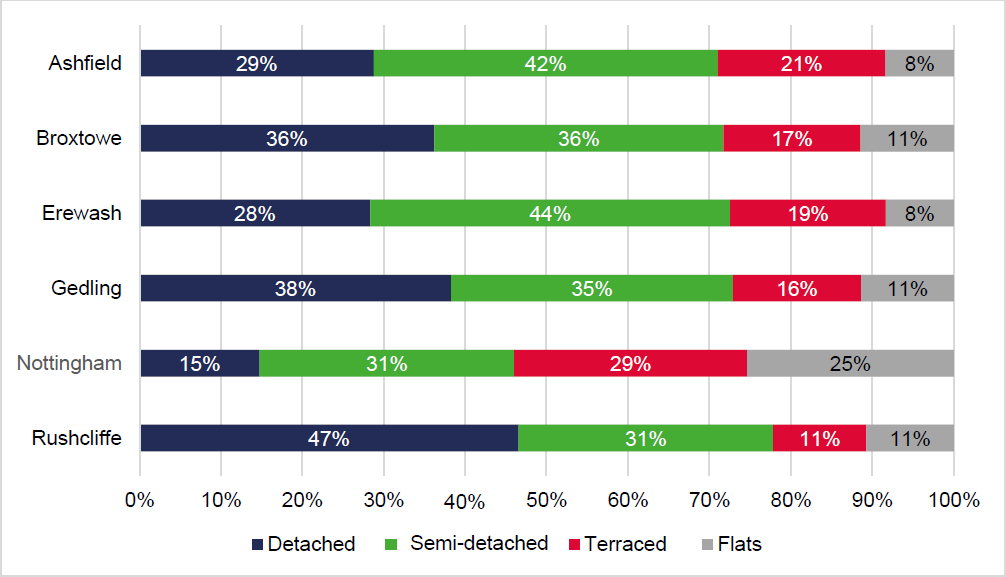 Ashfield 29% 42% 21% 8%
Broxtowe 36% 36% 17% 11%
Erewash 28% 44% 19% 8%
Gedling 38% 35% 16% 11%
Nottingham 15% 31% 29% 25%
Rushcliffe 47% 31% 11% 11%
0% 10% 20% 30% 40% 50% 60% 70% 80% 90% 100%
Detached Semi-detached Terraced Flats